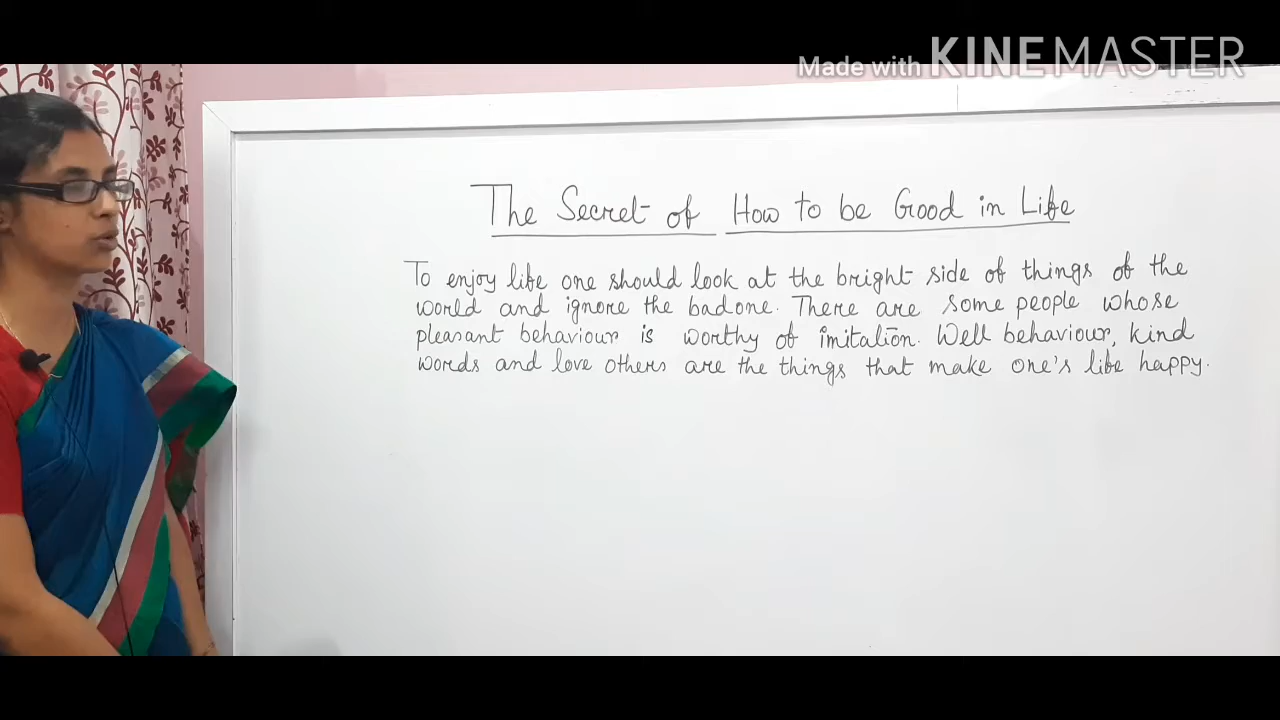 Made with KINEMASTER
The Secret of How to be Good in Life
To enjoy life one should look at the bright side of things of the
world and ignore the bad one. There are some people whose
pleasant behaviour is worthy of imitation. Well behaviour, kind
words and love others are the things that make one's life happy.